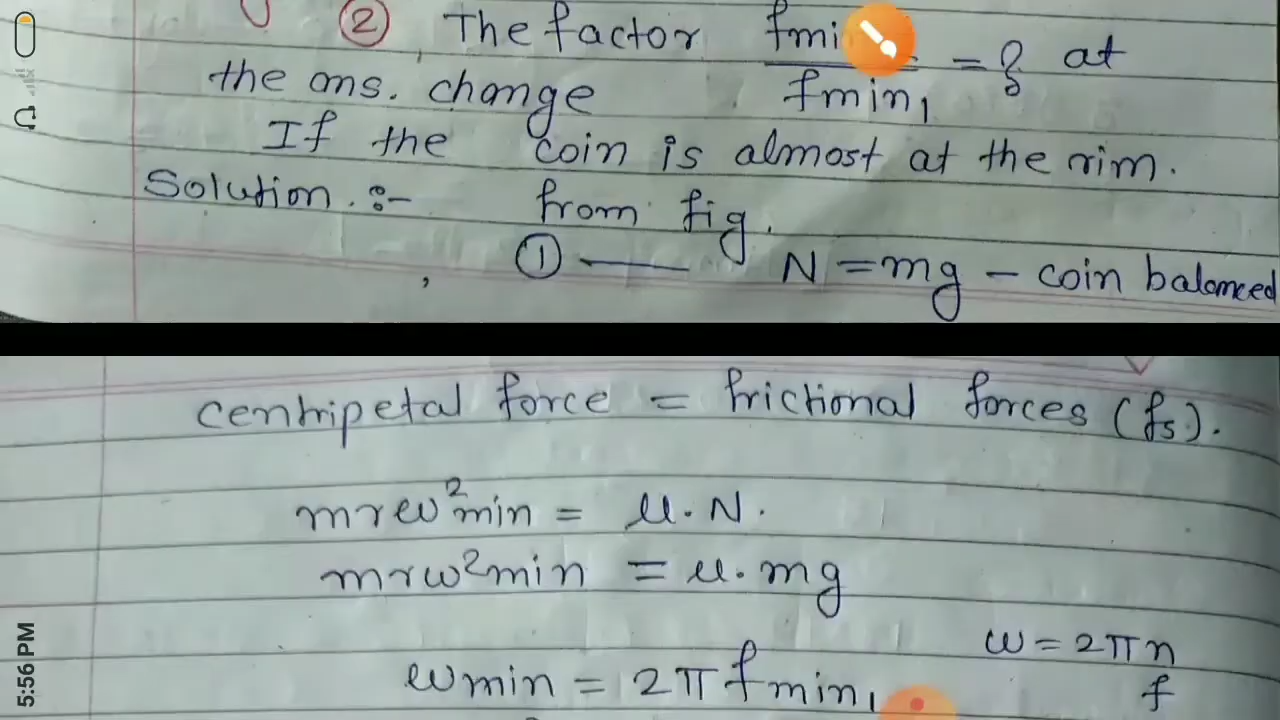 ② The factor fmi = ? at
the ans. change fmin₁
If the coin is almost at the rim.
Solution :- from fig.
① — N = mg - coin balanced
centripetal force = frictional forces (fs).
mrω²min = μ.N.
mrω²min = μ.mg
ω = 2πn
ωmin = 2πfmin₁ f
5:56 PM